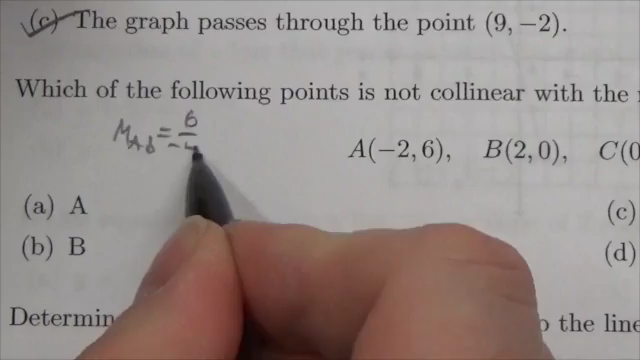 (c) The graph passes through the point (9, −2).
Which of the following points is not collinear with the
M_AB = 6/-4
A(−2, 6), B(2, 0), C(0
(a) A
(c)
(b) B
(d)
the line